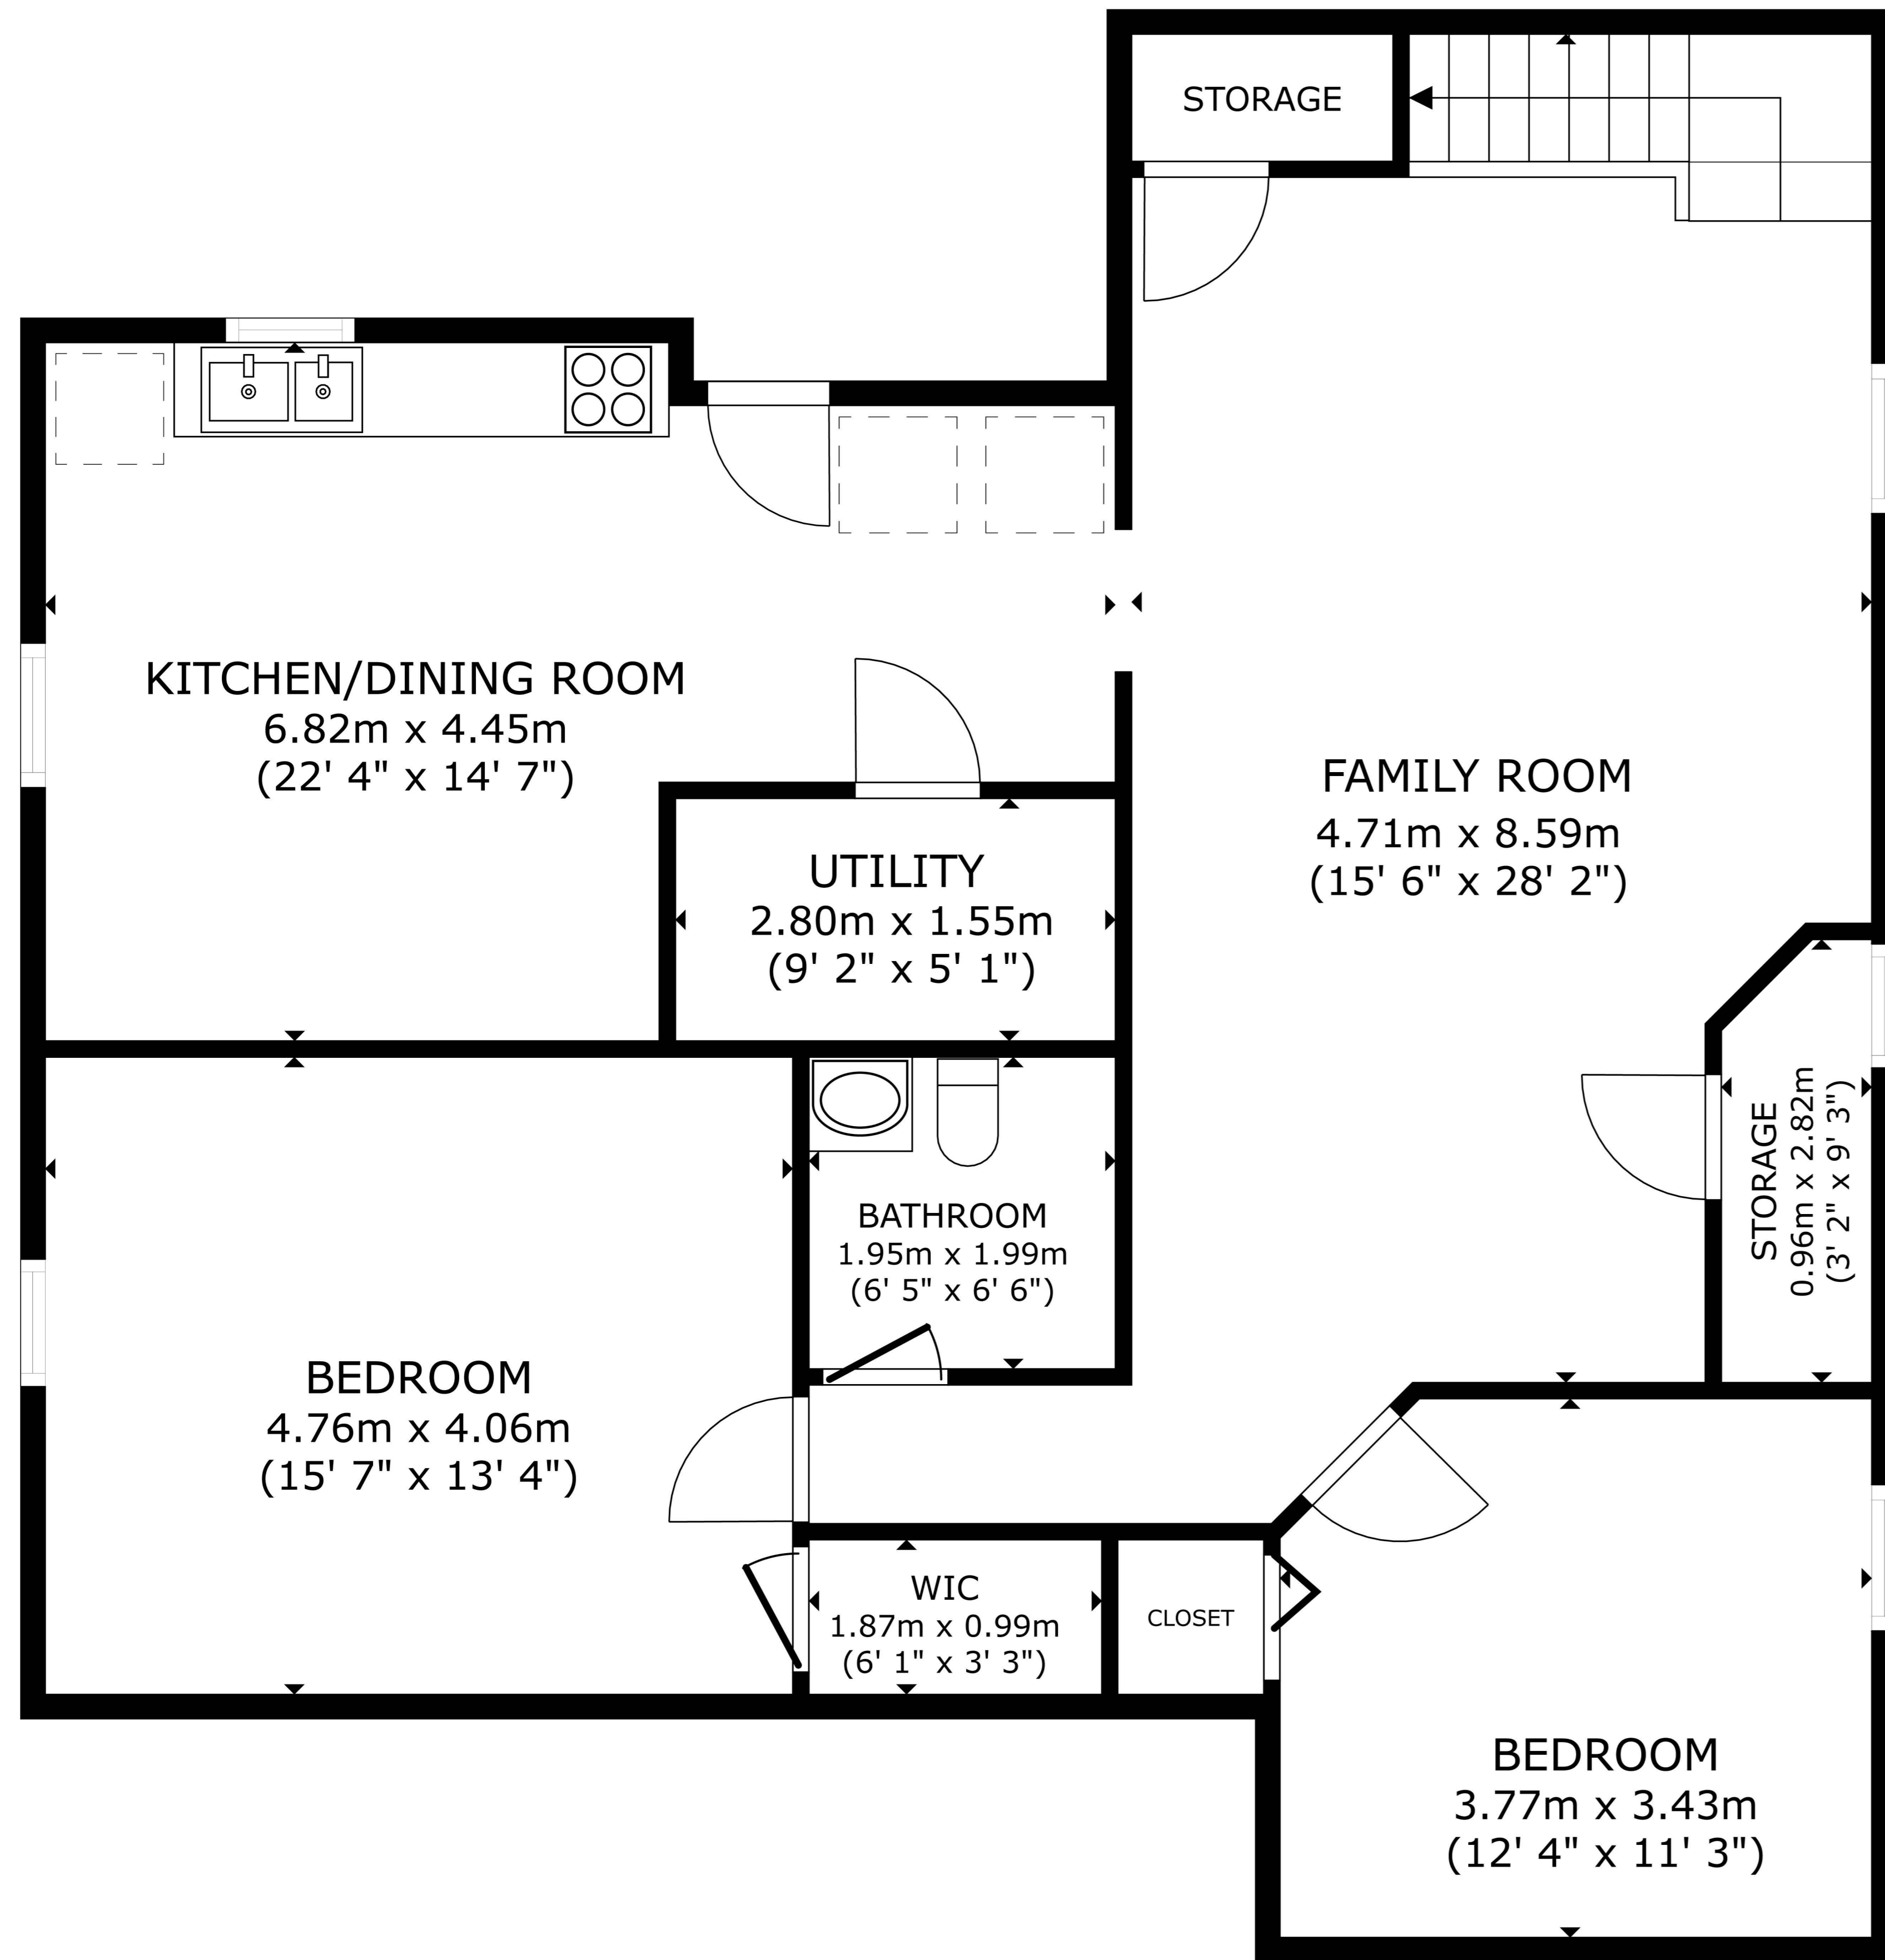 STORAGE
KITCHEN/DINING ROOM
6.82m x 4.45m
(22' 4" x 14' 7")
FAMILY ROOM
4.71m x 8.59m
(15' 6" x 28' 2")
UTILITY
2.80m x 1.55m
(9' 2" x 5' 1")
STORAGE
0.96m x 2.82m
(3' 2" x 9' 3")
BATHROOM
1.95m x 1.99m
(6' 5" x 6' 6")
BEDROOM
4.76m x 4.06m
(15' 7" x 13' 4")
WIC
1.87m x 0.99m
(6' 1" x 3' 3")
CLOSET
BEDROOM
3.77m x 3.43m
(12' 4" x 11' 3")